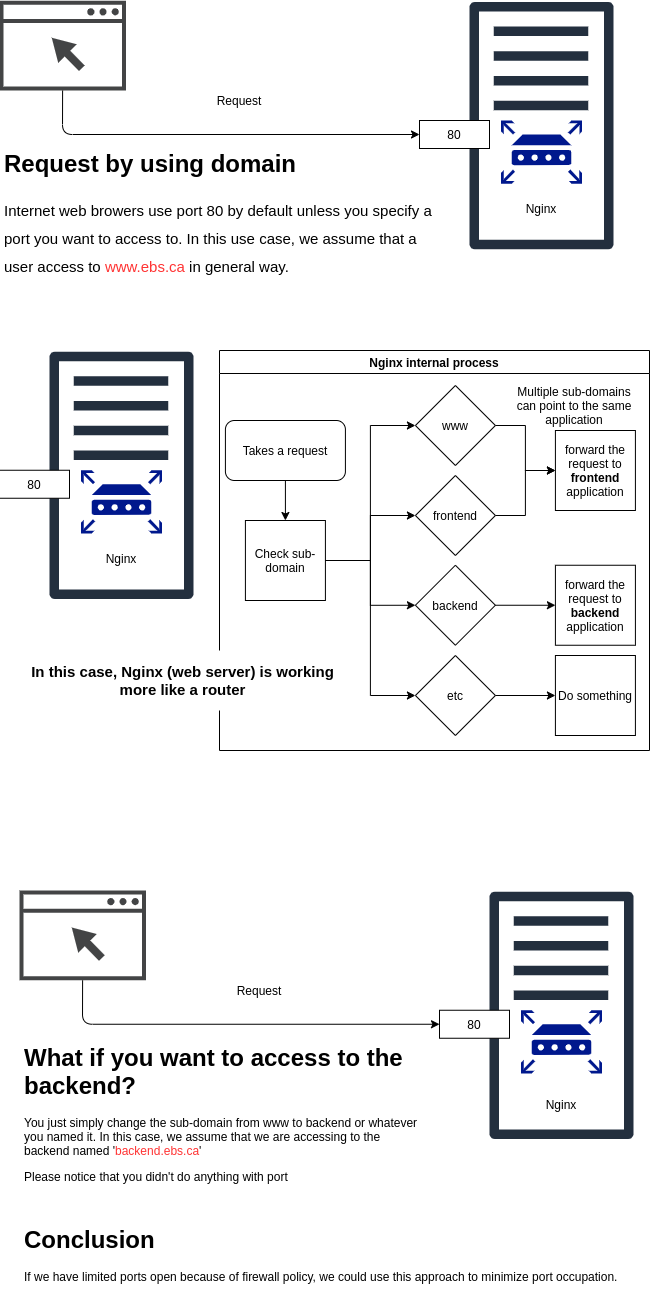 Request
80
Nginx
Request by using domain
Internet web browers use port 80 by default unless you specify a
port you want to access to. In this use case, we assume that a
user access to www.ebs.ca in general way.
80
Nginx
Nginx internal process
Takes a request
Check sub-
domain
www
frontend
backend
etc
Multiple sub-domains
can point to the same
application
forward the
request to
frontend
application
forward the
request to
backend
application
Do something
In this case, Nginx (web server) is working
more like a router
Request
80
Nginx
What if you want to access to the
backend?
You just simply change the sub-domain from www to backend or whatever
you named it. In this case, we assume that we are accessing to the
backend named 'backend.ebs.ca'
Please notice that you didn't do anything with port
Conclusion
If we have limited ports open because of firewall policy, we could use this approach to minimize port occupation.